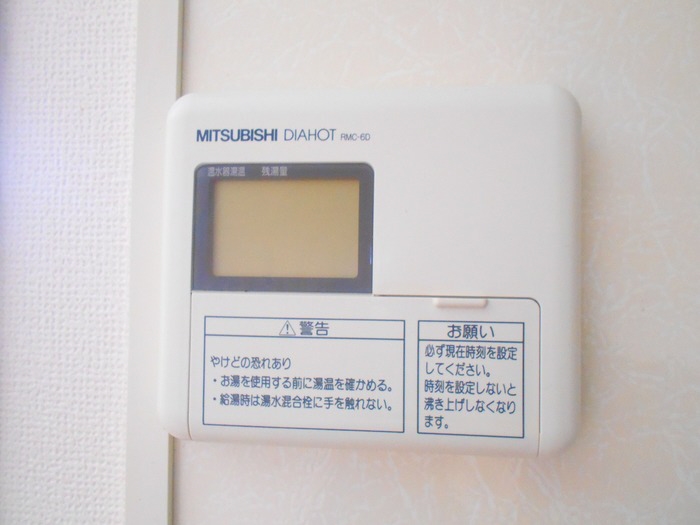 MITSUBISHI DIAHOT RMC-6D
温水器湯温 残湯量
⚠警告
やけどの恐れあり
・お湯を使用する前に湯温を確かめる。
・給湯時は湯水混合栓に手を触れない。
お願い
必ず現在時刻を設定
してください。
時刻を設定しないと
沸き上げしなくなり
ます。